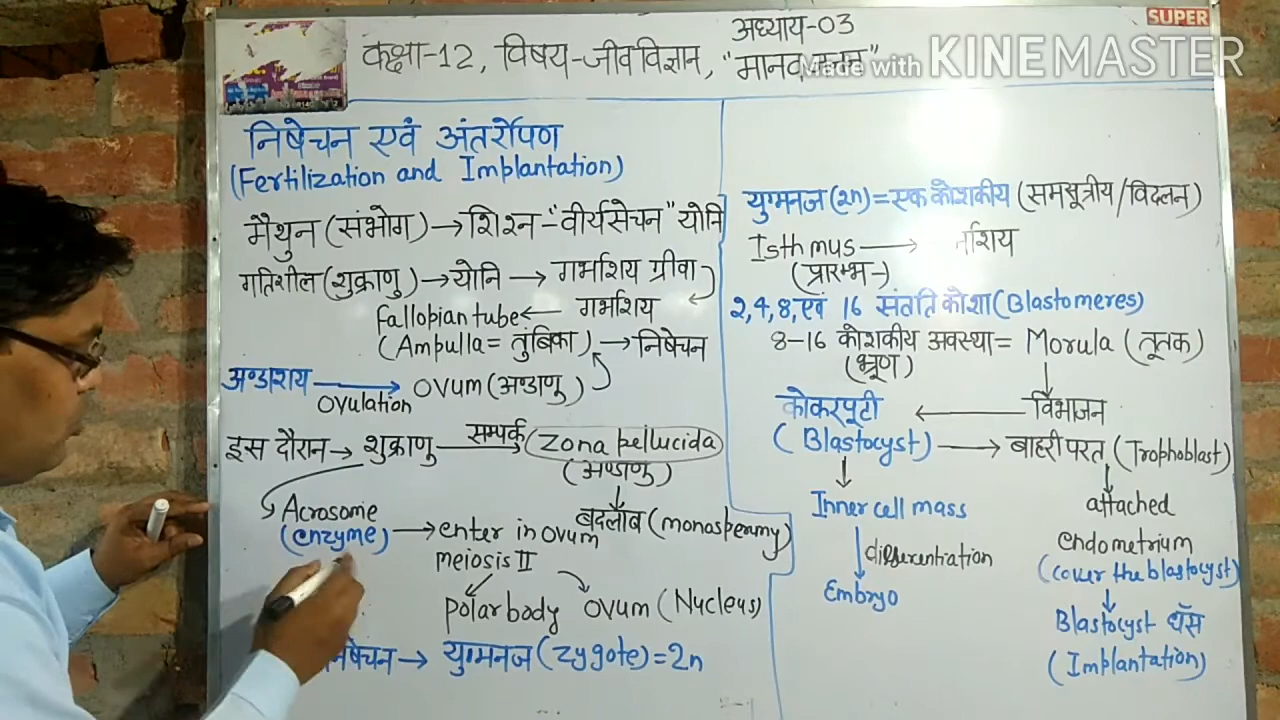 SUPER
Made with KINEMASTER
अध्याय-03
कक्षा-12, विषय-जीव विज्ञान, "मानव जनन"
निषेचन एवं अंतर्रोपण
(Fertilization and Implantation)
मैथुन (संभोग) → शिश्न - "वीर्यसेचन" योनि
गतिशील (शुक्राणु) → योनि → गर्भाशय ग्रीवा
Fallopian tube ← गर्भाशय
(Ampulla = तुंबिका) → निषेचन
अण्डाशय → ovum (अण्डाणु)
ovulation
इस दौरान → शुक्राणु सम्पर्क (zona pellucida)
(अण्डाणु)
Acrosome
(enzyme) → enter in ovum
बदलाव (monospermy)
meiosis II
polar body ovum (Nucleus)
निषेचन → युग्मनज (zygote) = 2n
युग्मनज (2n) = एक कोशकीय (समसूत्रीय/विदलन)
Isthmus → र्भाशय
(प्रारम्भ-)
2, 4, 8, एवं 16 संतति कोशा (Blastomeres)
8-16 कोशकीय अवस्था = Morula (तूतक)
(भ्रूण)
कोकरपूटी ← विभाजन
(Blastocyst) → बाहरी परत (Trophoblast)
Inner cell mass
differentiation
Embryo
attached
endometrium
(cover the blastocyst)
Blastocyst धँस
(Implantation)